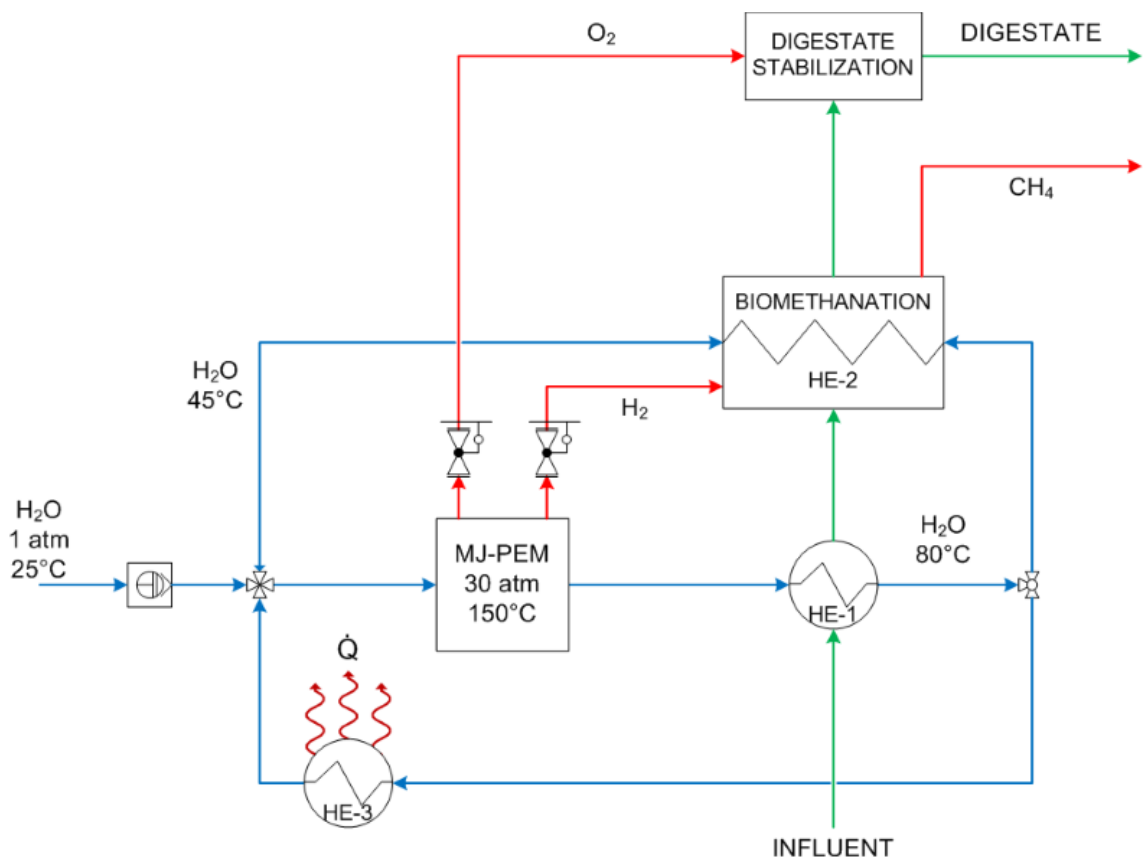 O₂
DIGESTATE
STABILIZATION
DIGESTATE
CH₄
BIOMETHANATION
HE-2
H₂O
45°C
H₂
H₂O
1 atm
25°C
MJ-PEM
30 atm
150°C
HE-1
H₂O
80°C
Q̇
HE-3
INFLUENT